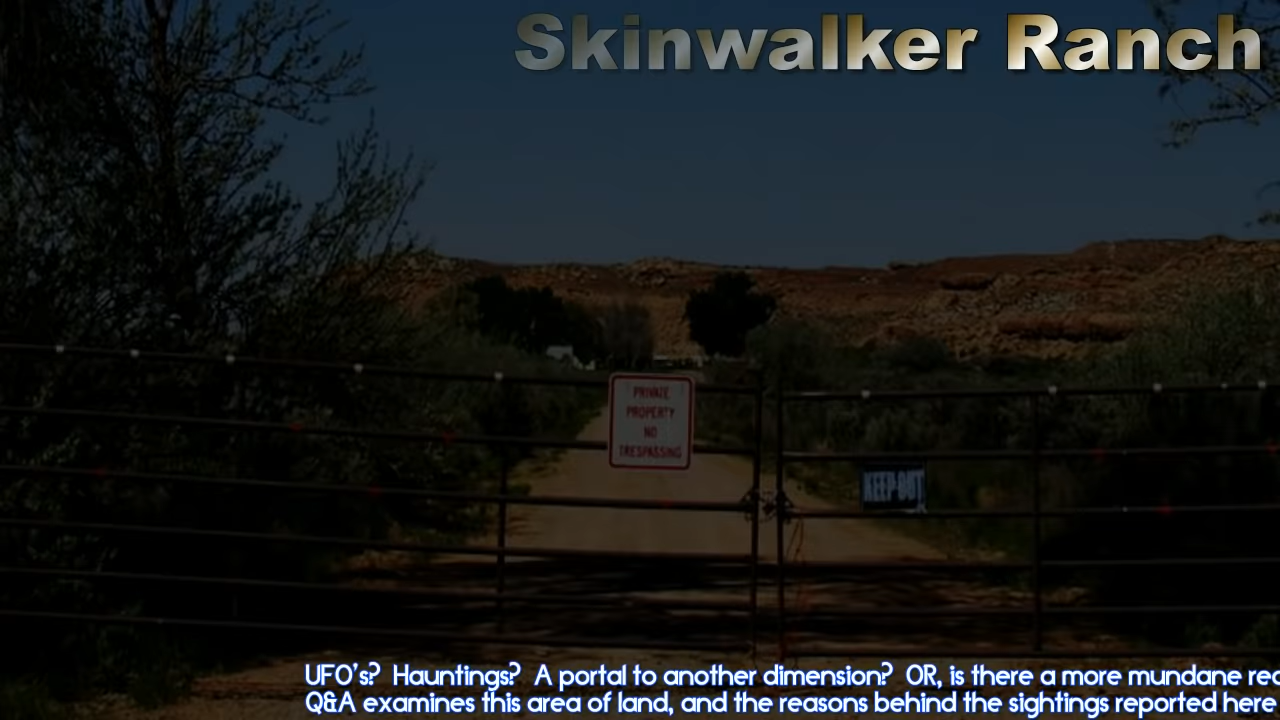 Skinwalker Ranch
PRIVATE
PROPERTY
NO
TRESPASSING
KEEP OUT
UFO's? Hauntings? A portal to another dimension? OR, is there a more mundane
Q&A examines this area of land, and the reasons behind the sightings reported here